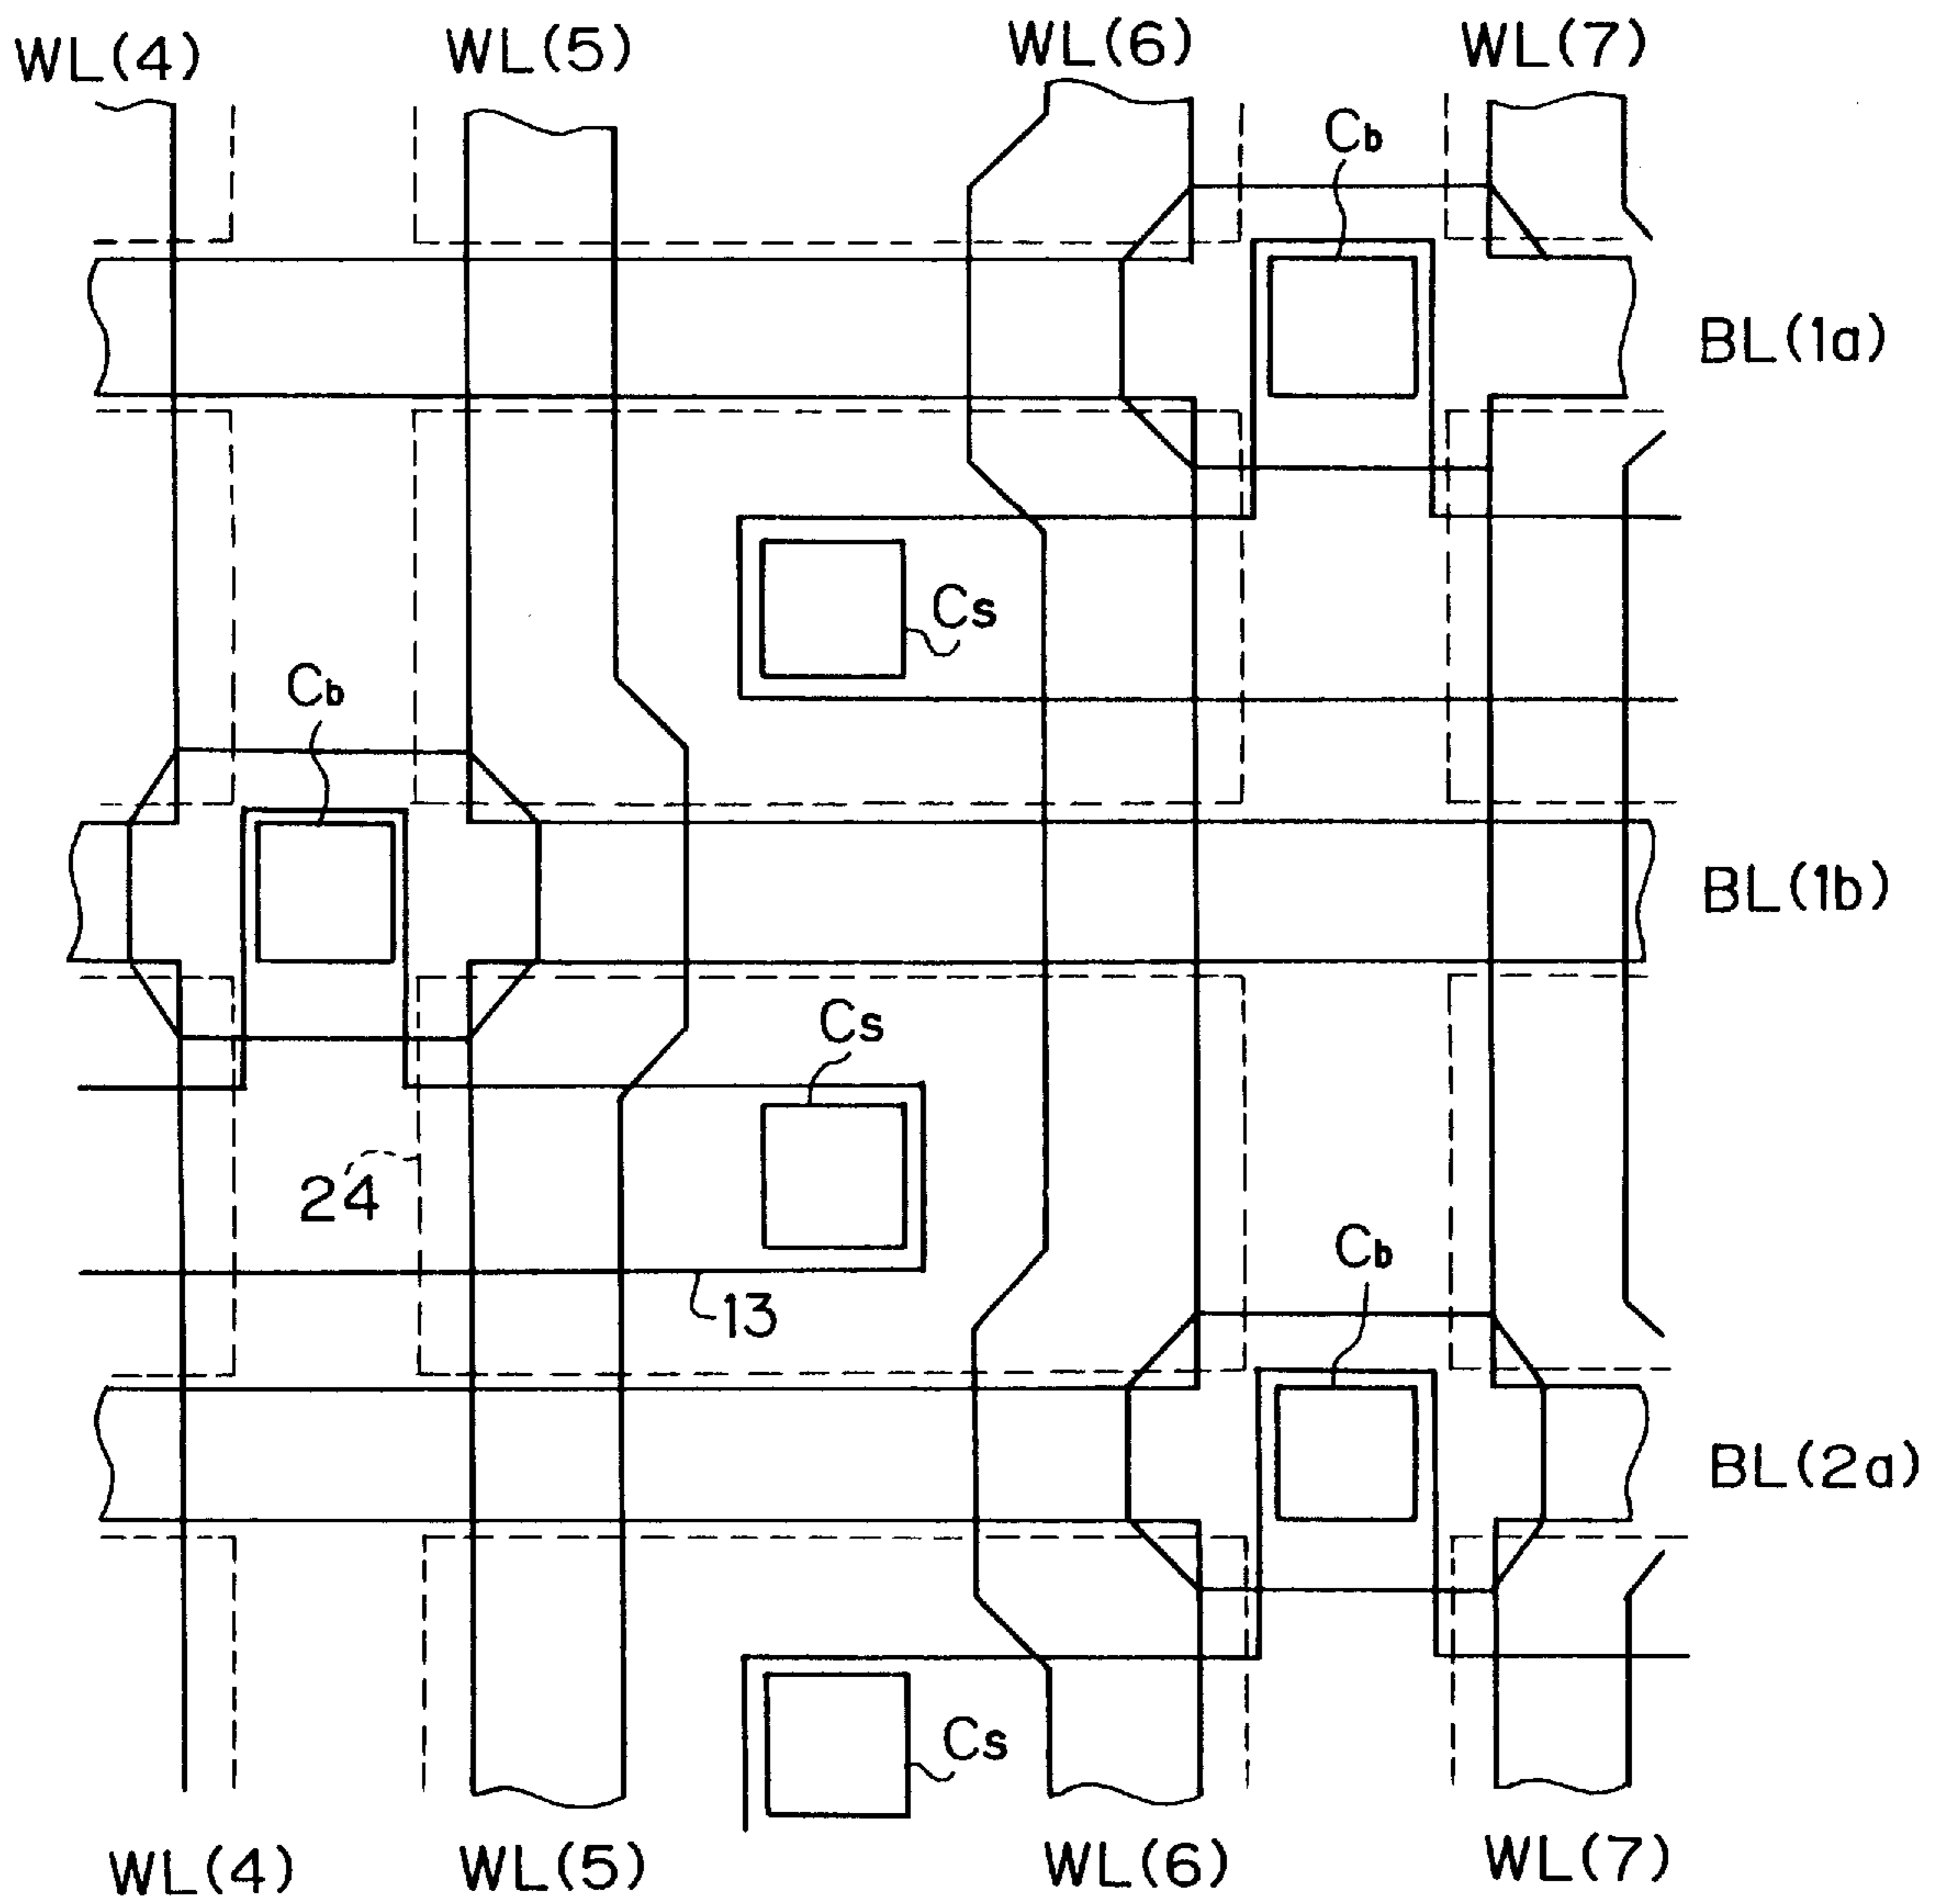 WL(4) WL(5) WL(6) WL(7)
Cb
BL(1a)
Cs
Cb
BL(1b)
Cs
24
Cb
13
BL(2a)
Cs
WL(4) WL(5) WL(6) WL(7)